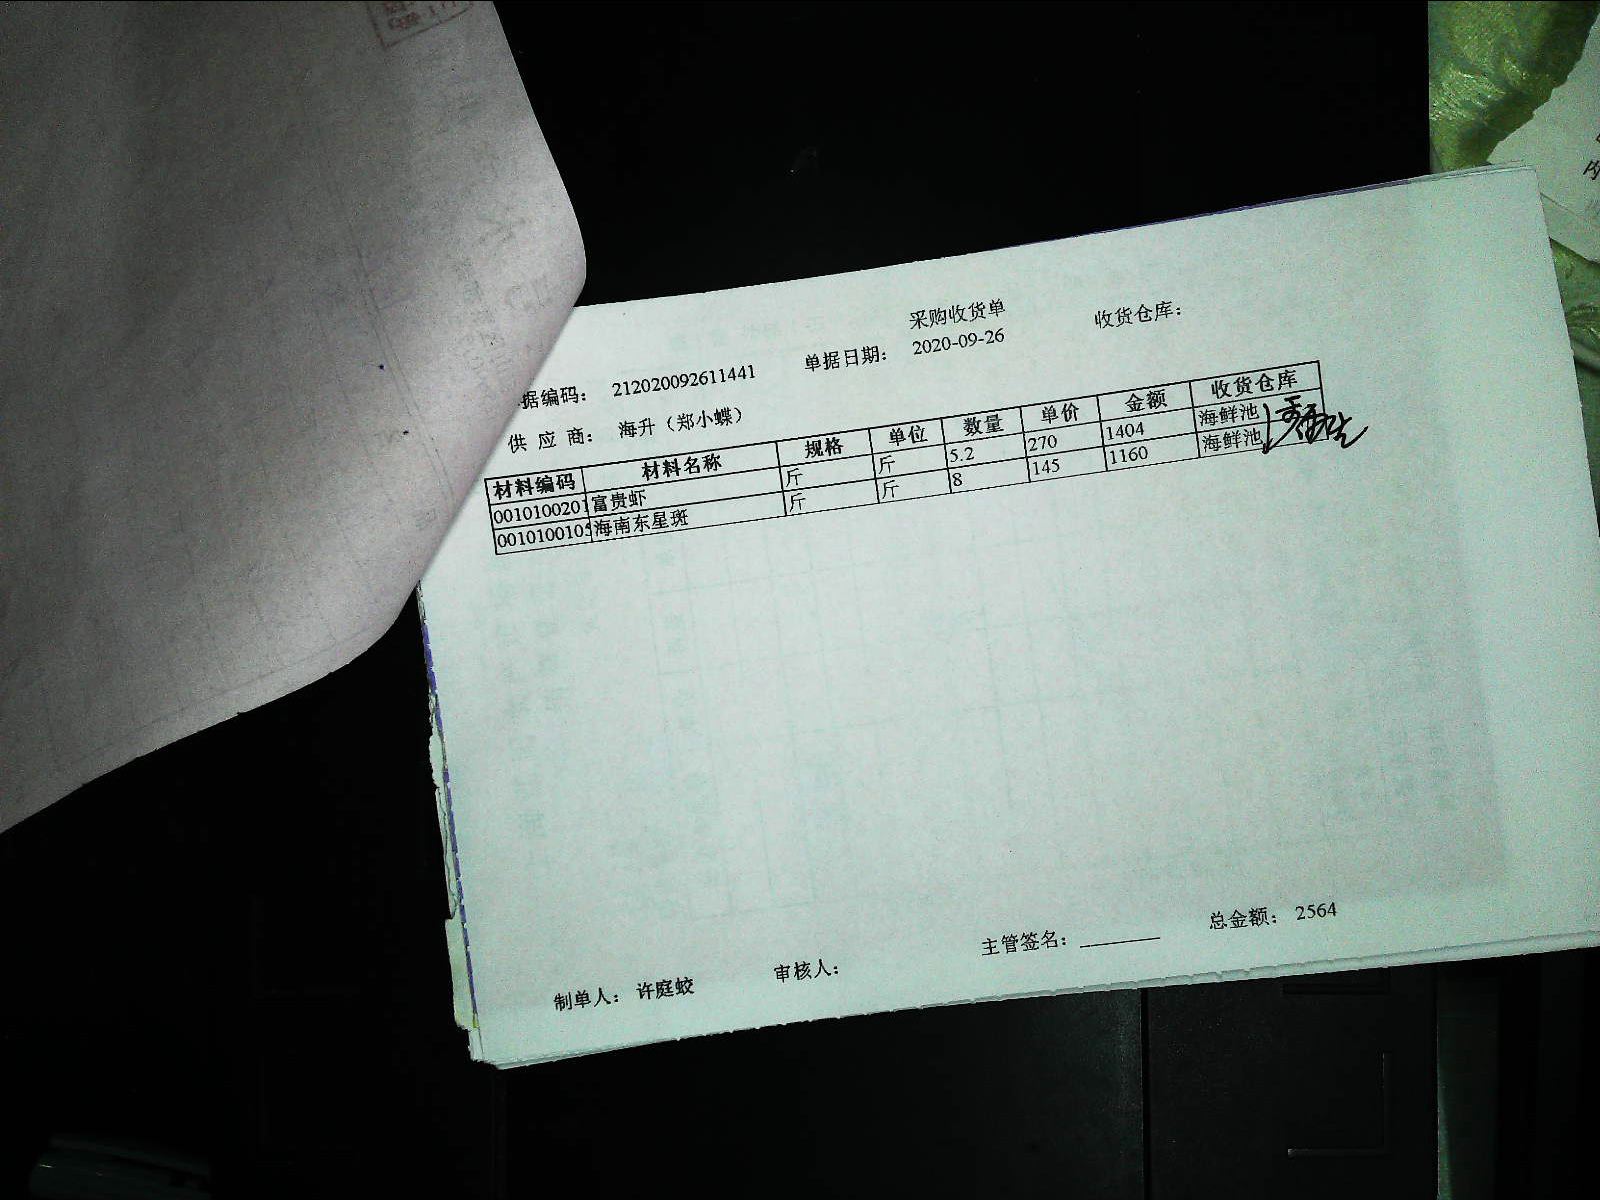 采购收货单
据编码： 212020092611441 单据日期： 2020-09-26 收货仓库：
供 应 商： 海升（郑小蝶）
材料编码 材料名称 规格 单位 数量 单价 金额 收货仓库
0010100201 富贵虾 斤 斤 5.2 270 1404 海鲜池
001010010 海南东星斑 斤 斤 8 145 1160 海鲜池
制单人： 许庭蛟 审核人： 主管签名： 总金额： 2564
内